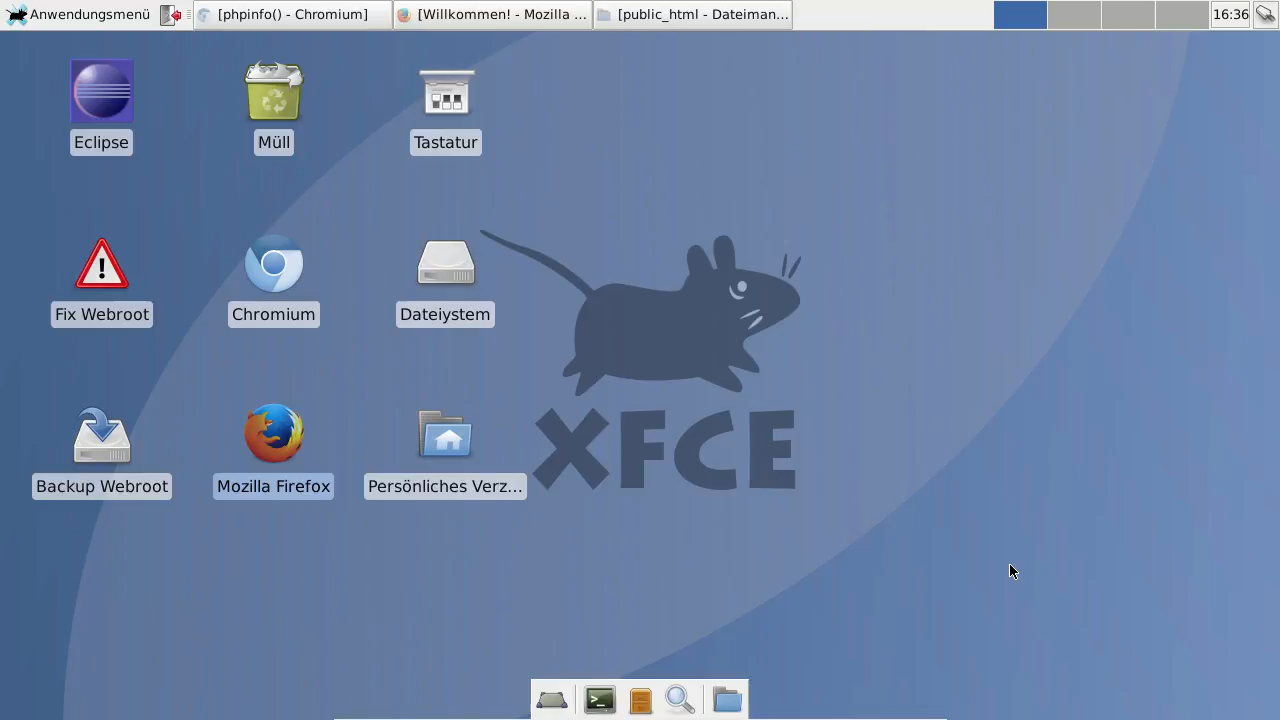 Anwendungsmenü
[phpinfo() - Chromium]
[Willkommen! - Mozilla ...
[public_html - Dateiman...
16:36
Eclipse
Müll
Tastatur
Fix Webroot
Chromium
Dateiystem
Backup Webroot
Mozilla Firefox
Persönliches Verz...
XFCE